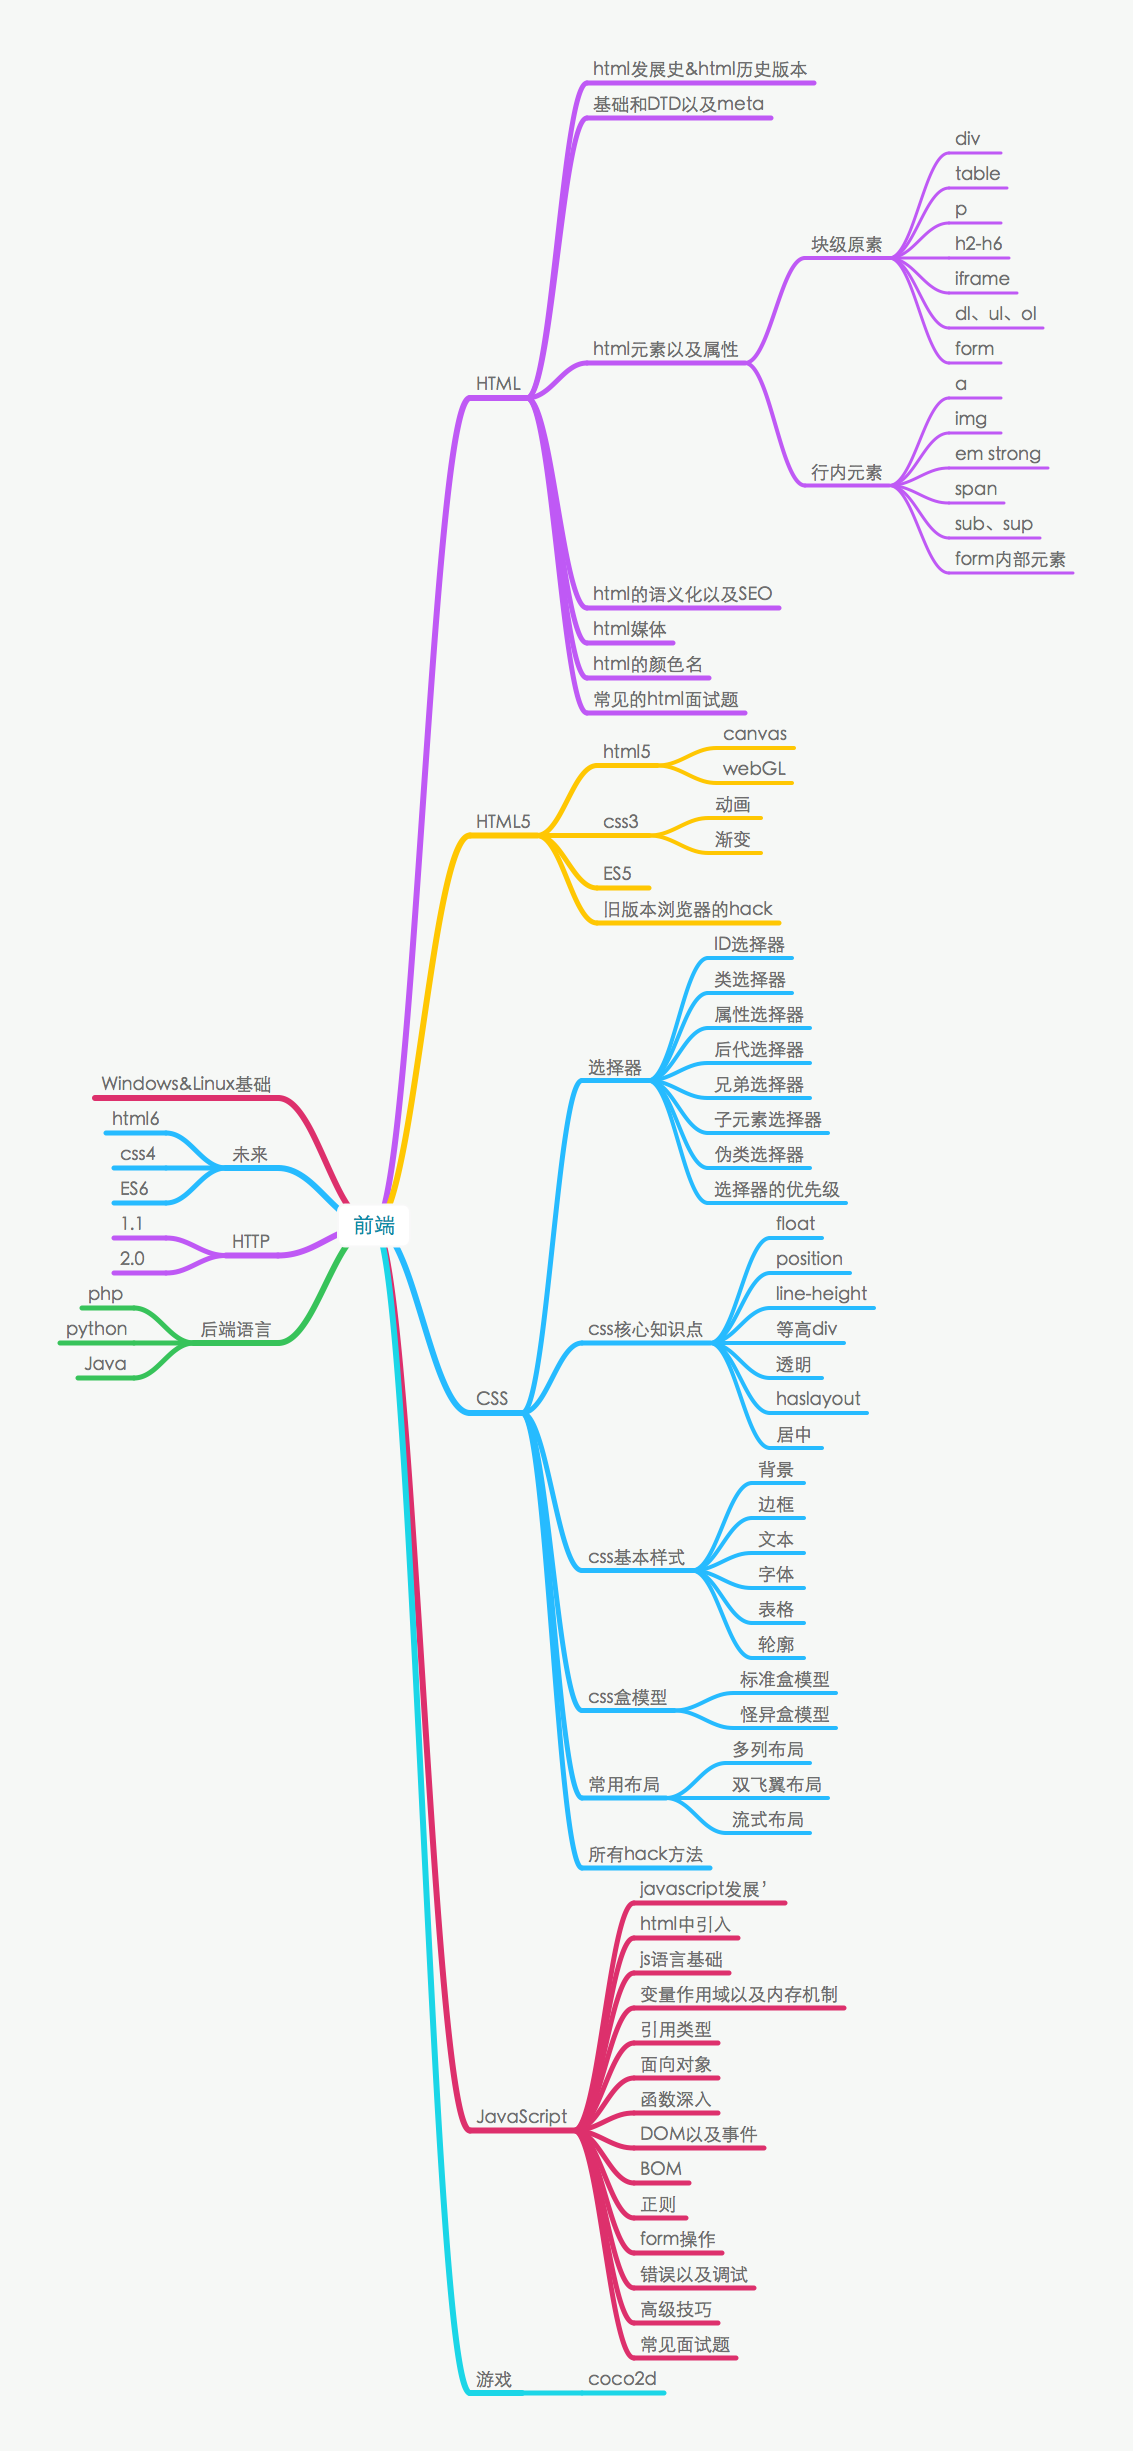 html发展史&html历史版本
基础和DTD以及meta
div
table
p
h2-h6
iframe
dl、ul、ol
form
块级原素
html元素以及属性
HTML
a
img
em strong
span
sub、sup
form内部元素
行内元素
html的语义化以及SEO
html媒体
html的颜色名
常见的html面试题
canvas
webGL
html5
动画
渐变
css3
HTML5
ES5
旧版本浏览器的hack
ID选择器
类选择器
属性选择器
后代选择器
兄弟选择器
子元素选择器
伪类选择器
选择器的优先级
选择器
Windows&Linux基础
html6
css4
ES6
未来
1.1
2.0
HTTP
php
python
Java
后端语言
前端
float
position
line-height
等高div
透明
haslayout
居中
css核心知识点
CSS
背景
边框
文本
字体
表格
轮廓
css基本样式
标准盒模型
怪异盒模型
css盒模型
多列布局
双飞翼布局
流式布局
常用布局
所有hack方法
javascript发展’
html中引入
js语言基础
变量作用域以及内存机制
引用类型
面向对象
函数深入
JavaScript
DOM以及事件
BOM
正则
form操作
错误以及调试
高级技巧
常见面试题
游戏
coco2d